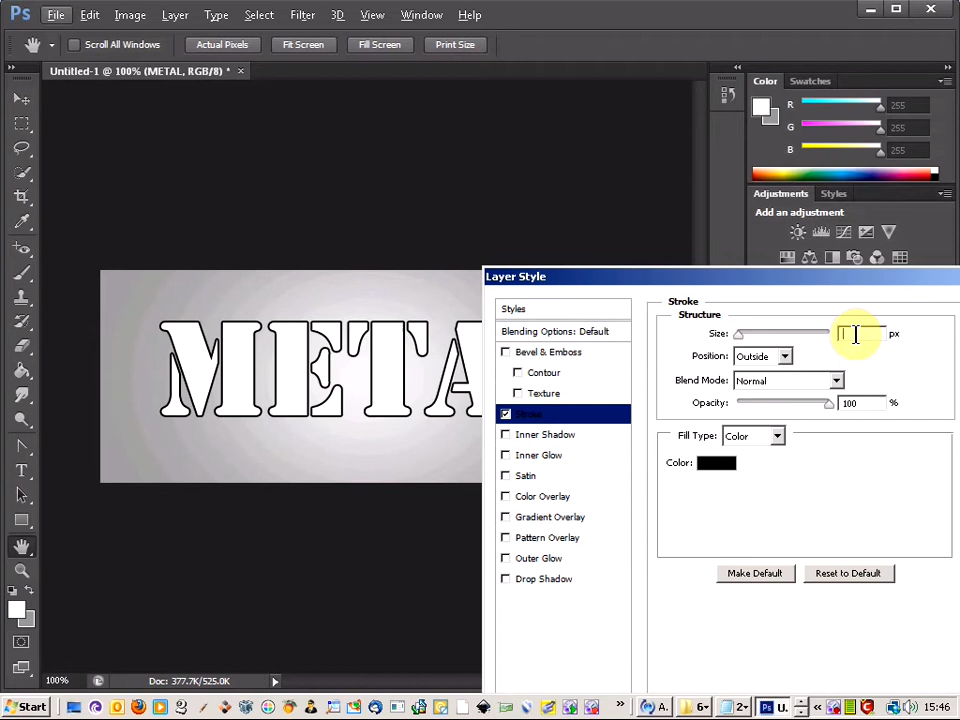 Ps File Edit Image Layer Type Select Filter 3D View Window Help
Scroll All Windows Actual Pixels Fit Screen Fill Screen Print Size
Untitled-1 @ 100% (METAL, RGB/8) * ×
Color Swatches
R 255
G 255
B 255
Adjustments Styles
Add an adjustment
META
Layer Style
Styles
Blending Options: Default
Bevel & Emboss
Contour
Texture
Stroke
Inner Shadow
Inner Glow
Satin
Color Overlay
Gradient Overlay
Pattern Overlay
Outer Glow
Drop Shadow
Stroke
Structure
Size: px
Position: Outside
Blend Mode: Normal
Opacity: 100 %
Fill Type: Color
Color:
Make Default Reset to Default
100% Doc: 377.7K/525.0K
Start A. 6 2 Ps U. 15:46